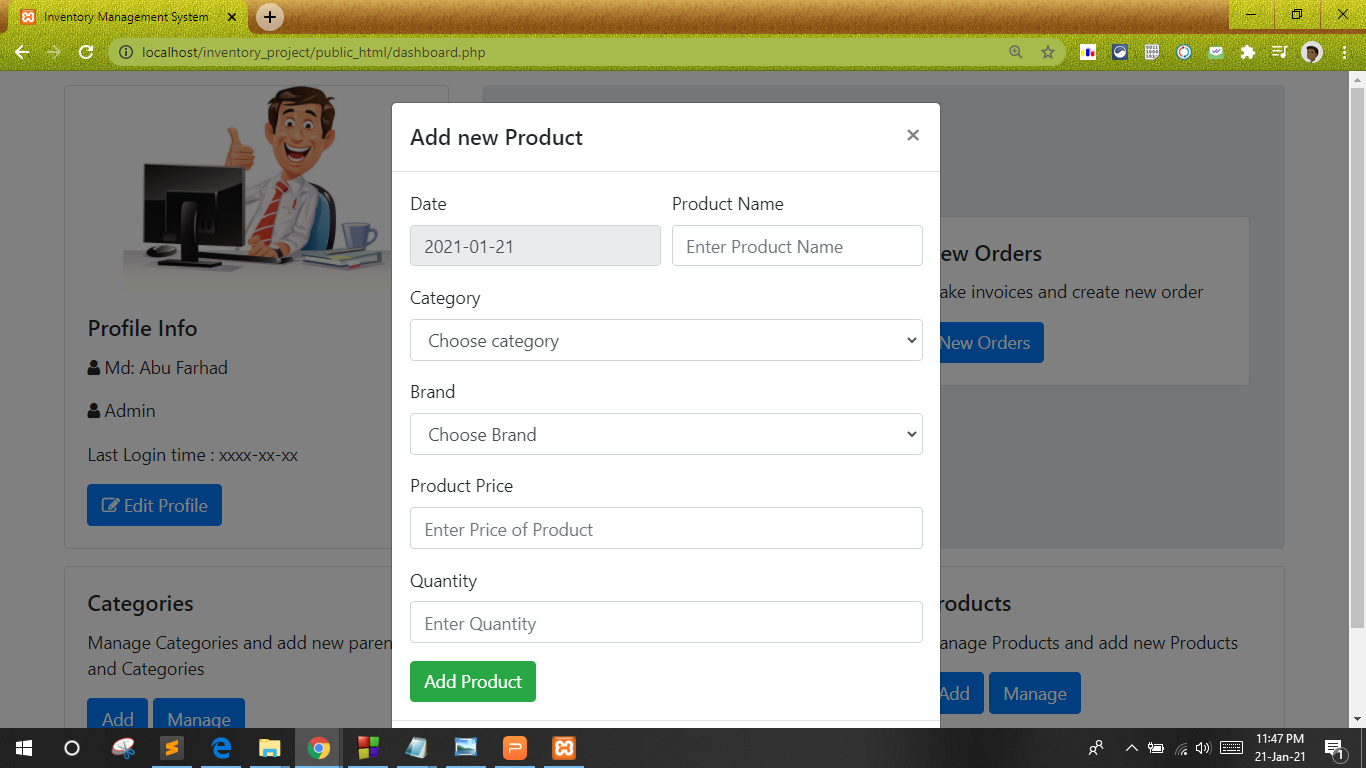 Inventory Management System
localhost/inventory_project/public_html/dashboard.php
Add new Product
×
Date
Product Name
2021-01-21
Enter Product Name
Category
Choose category
Brand
Choose Brand
Product Price
Enter Price of Product
Quantity
Enter Quantity
Add Product
Profile Info
Md: Abu Farhad
Admin
Last Login time : xxxx-xx-xx
Edit Profile
ew Orders
ake invoices and create new order
New Orders
Categories
Manage Categories and add new paren
and Categories
Add
Manage
roducts
anage Products and add new Products
Add
Manage
11:47 PM
21-Jan-21
1